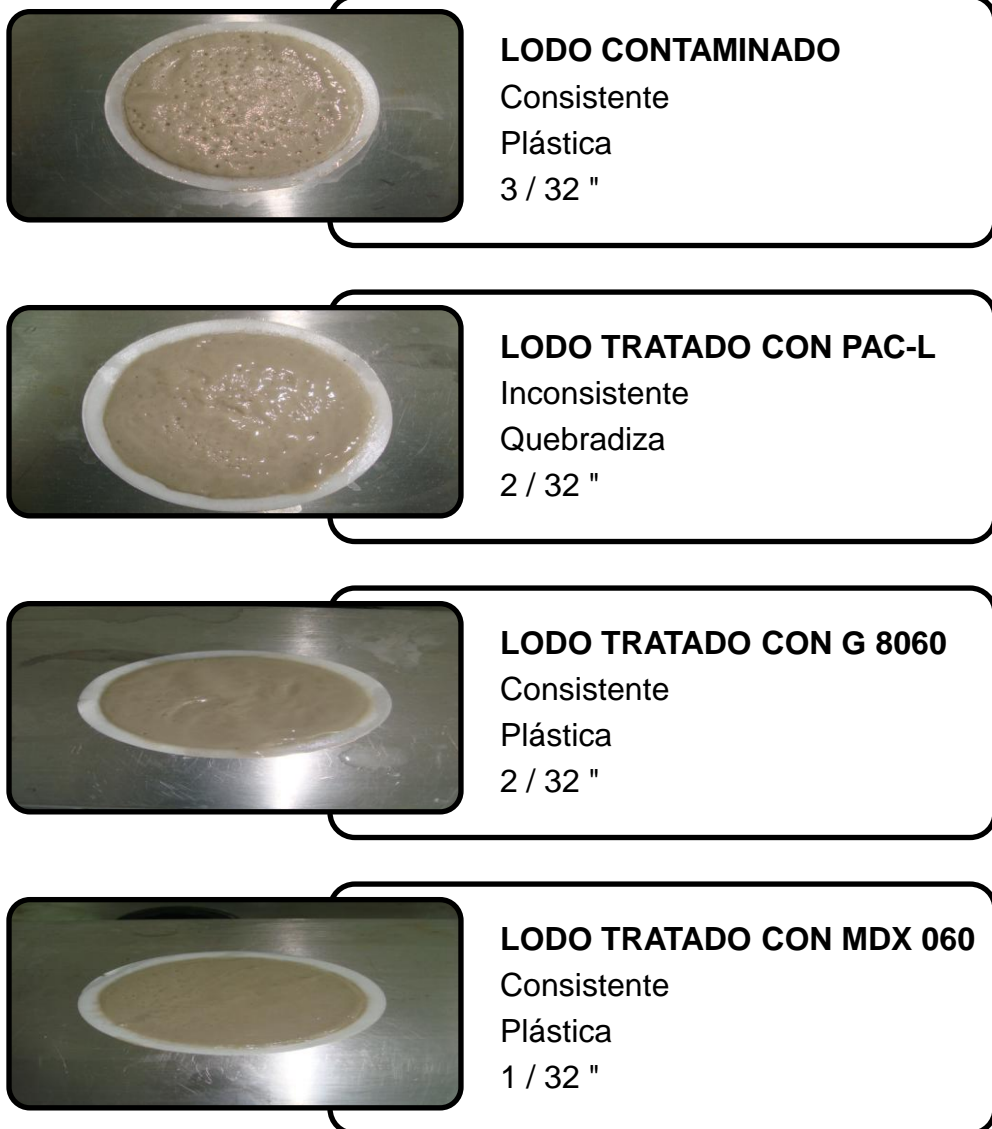 LODO CONTAMINADO
Consistente
Plástica
3 / 32 "
LODO TRATADO CON PAC-L
Inconsistente
Quebradiza
2 / 32 "
LODO TRATADO CON G 8060
Consistente
Plástica
2 / 32 "
LODO TRATADO CON MDX 060
Consistente
Plástica
1 / 32 "